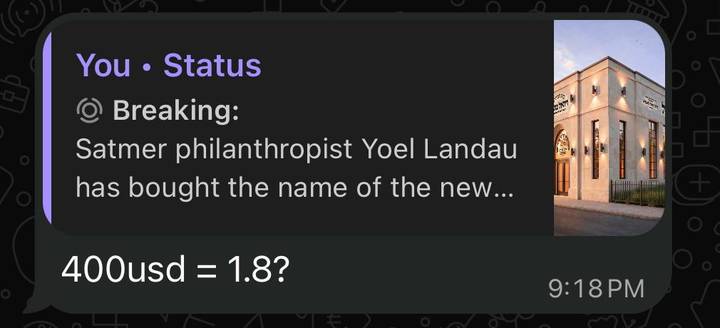 You • Status
Breaking:
Satmer philanthropist Yoel Landau
has bought the name of the new...
400usd = 1.8?
9:18 PM